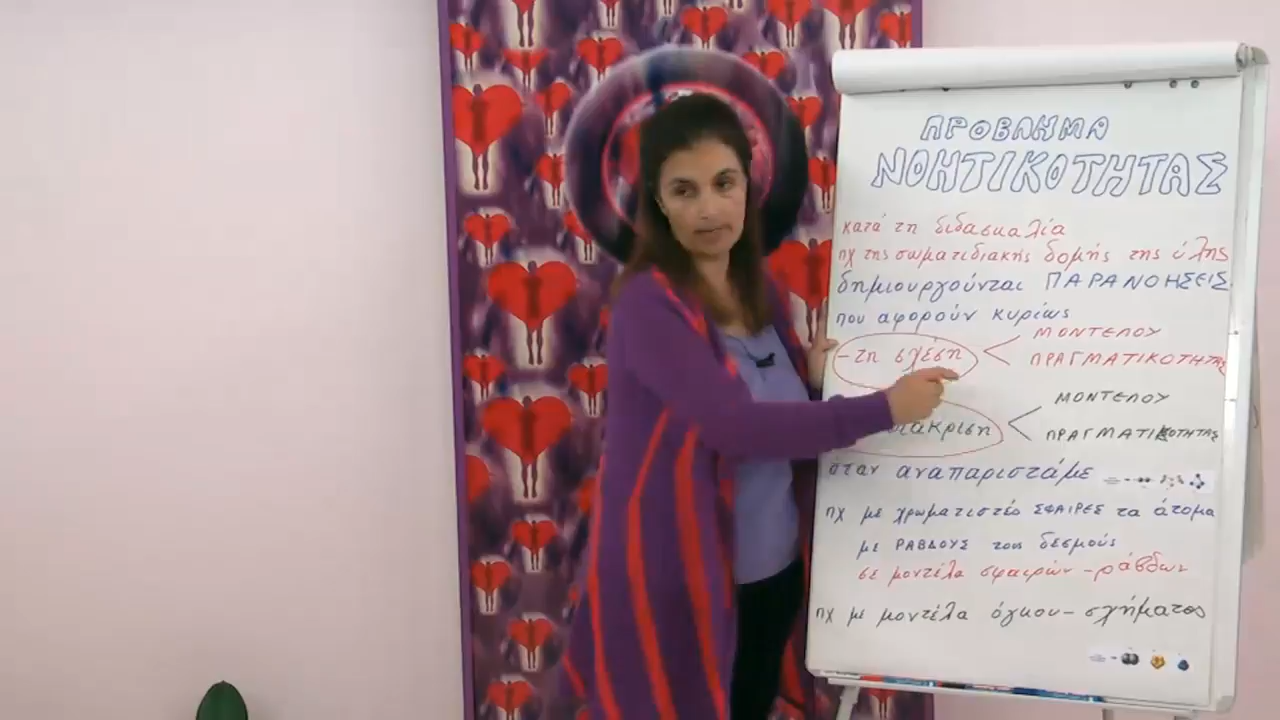 ΠΡΟΒΛΗΜΑ
ΝΟΗΤΙΚΟΤΗΤΑΣ
κατά τη διδασκαλία
πχ της σωματιδιακής δομής της ύλης
δημιουργούνται ΠΑΡΑΝΟΗΣΕΙΣ
που αφορούν κυρίως
- τη σχέση < ΜΟΝΤΕΛΟΥ
ΠΡΑΓΜΑΤΙΚΟΤΗΤΑΣ
διάκριση < ΜΟΝΤΕΛΟΥ
ΠΡΑΓΜΑΤΙΚΟΤΗΤΑΣ
όταν αναπαριστάμε
πχ με χρωματιστές ΣΦΑΙΡΕΣ τα άτομα
με ΡΑΒΔΟΥΣ τους δεσμούς
σε μοντέλα σφαιρών - ράβδων
πχ με μοντέλα όγκου - σχήματος